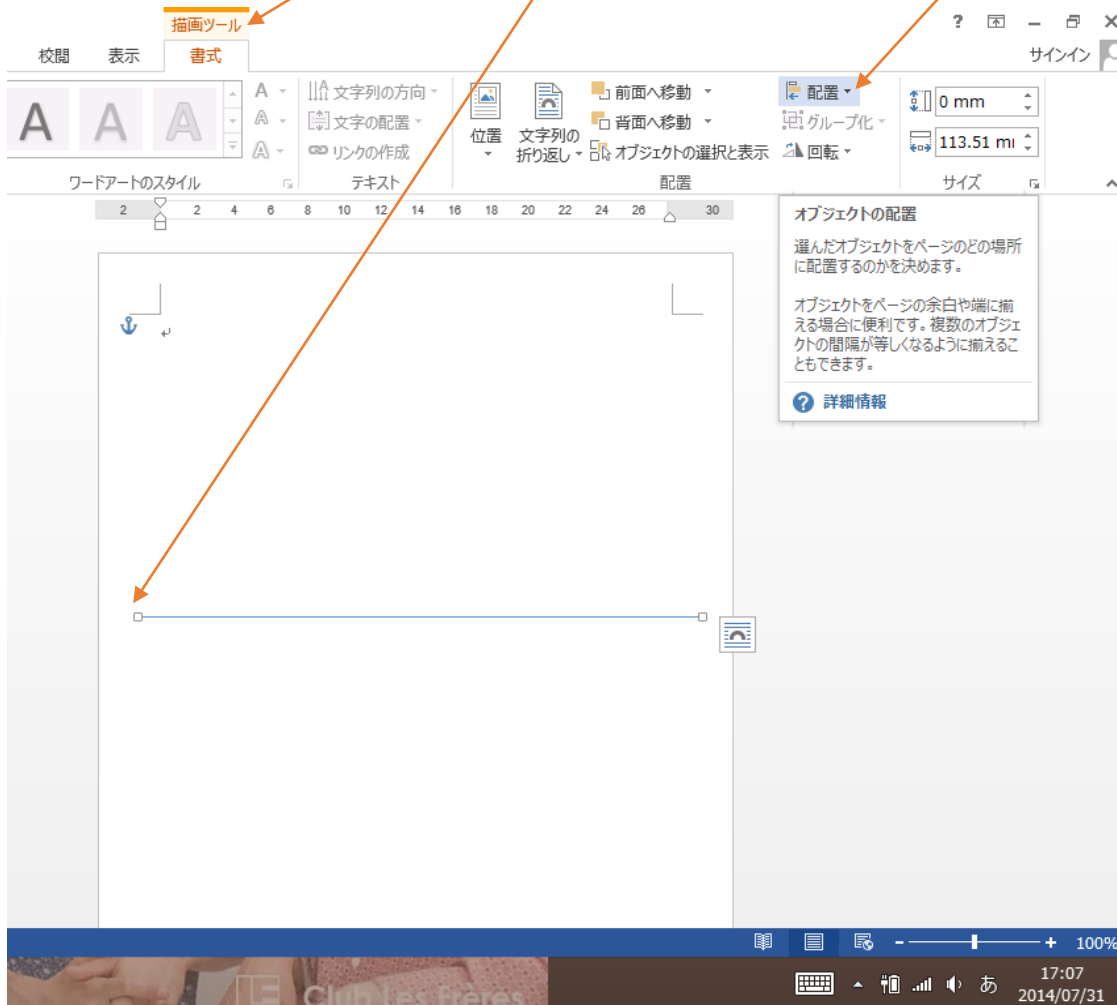 描画ツール
?
サインイン
校閲 表示 書式
A A A
A 文字列の方向
A 文字の配置
A リンクの作成
位置
文字列の
折り返し
前面へ移動
背面へ移動
オブジェクトの選択と表示
配置
グループ化
回転
0 mm
113.51 mı
ワードアートのスタイル テキスト 配置 サイズ
2 2 4 6 8 10 12 14 16 18 20 22 24 26 30
オブジェクトの配置
選んだオブジェクトをページのどの場所
に配置するのかを決めます。
オブジェクトをページの余白や端に揃
える場合に便利です。複数のオブジェ
クトの間隔が等しくなるように揃えるこ
ともできます。
? 詳細情報
100%
あ
17:07
2014/07/31